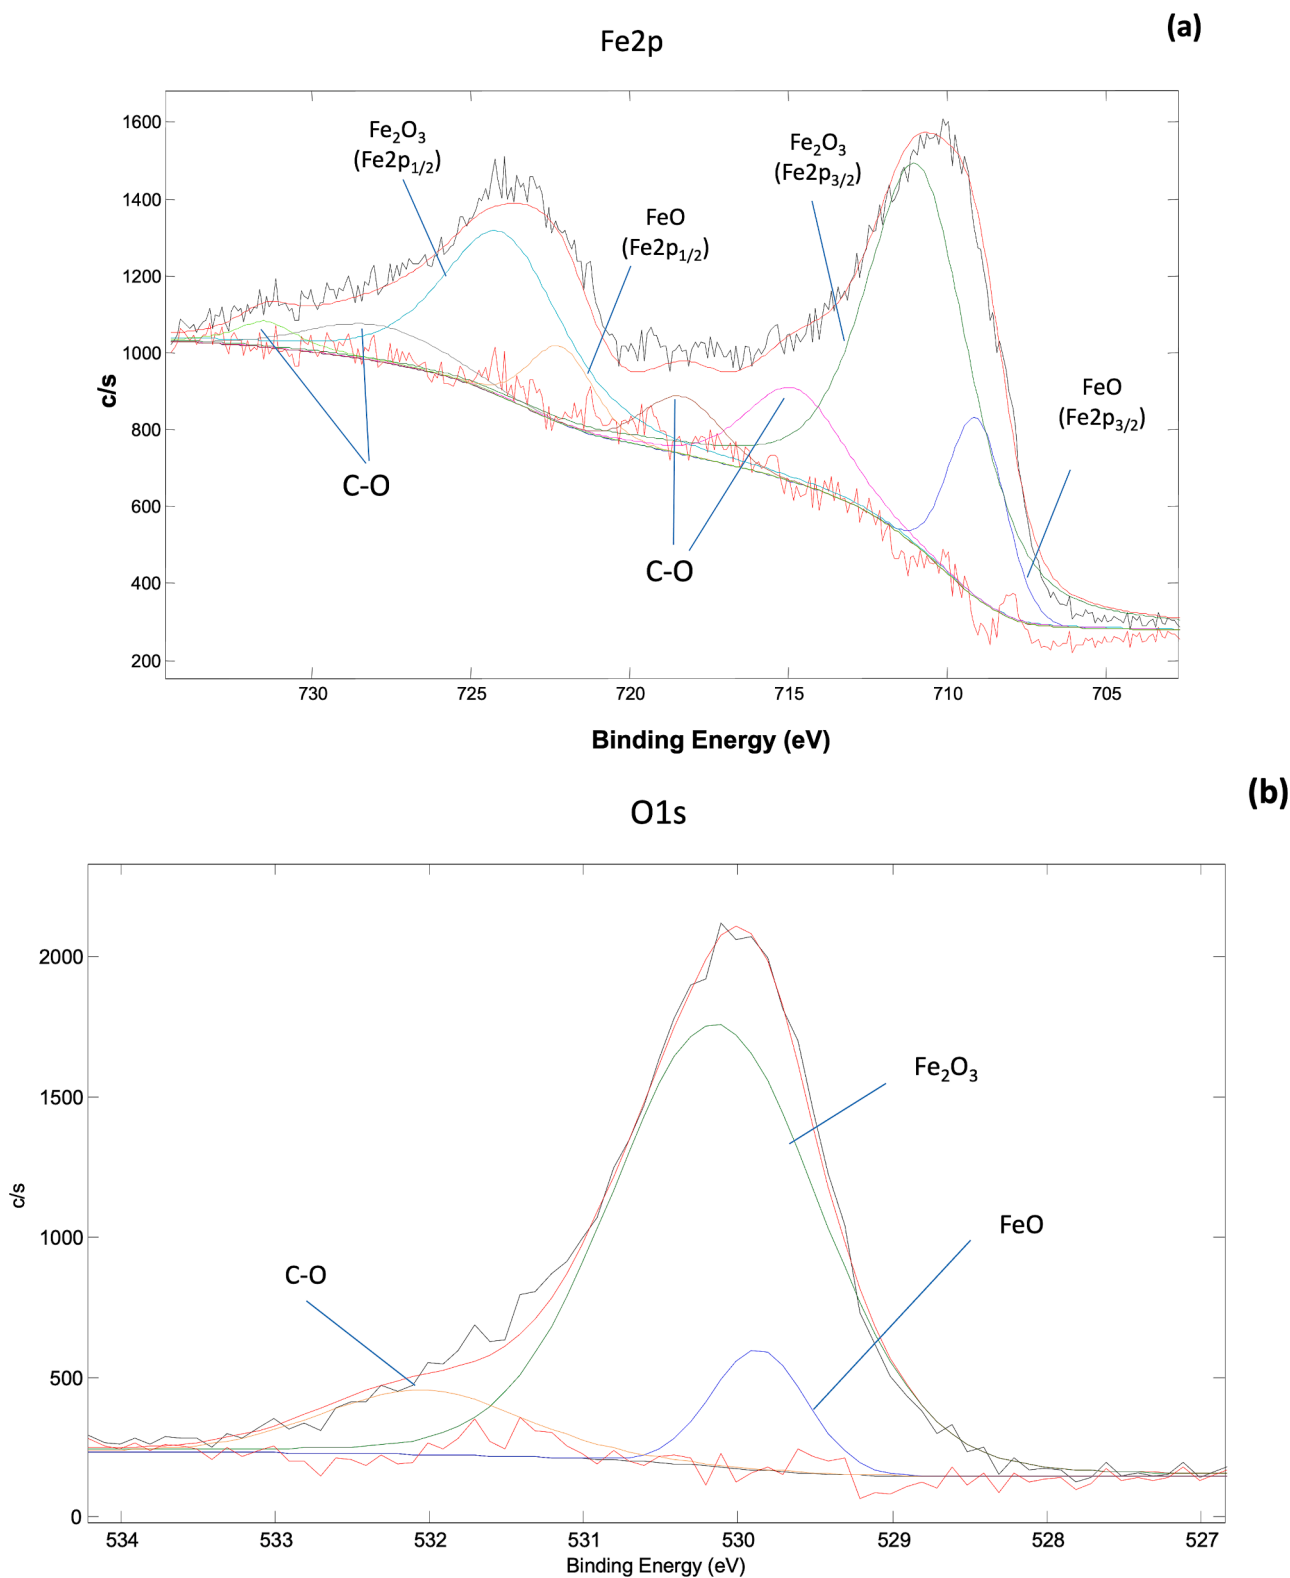 Fe2p
(a)
Fe₂O₃
(Fe2p₁/₂)
Fe₂O₃
(Fe2p₃/₂)
FeO
(Fe2p₁/₂)
FeO
(Fe2p₃/₂)
C-O
C-O
1600
1400
1200
1000
800
600
400
200
c/s
730
725
720
715
710
705
Binding Energy (eV)
(b)
O1s
2000
1500
1000
500
0
c/s
Fe₂O₃
FeO
C-O
534
533
532
531
530
529
528
527
Binding Energy (eV)